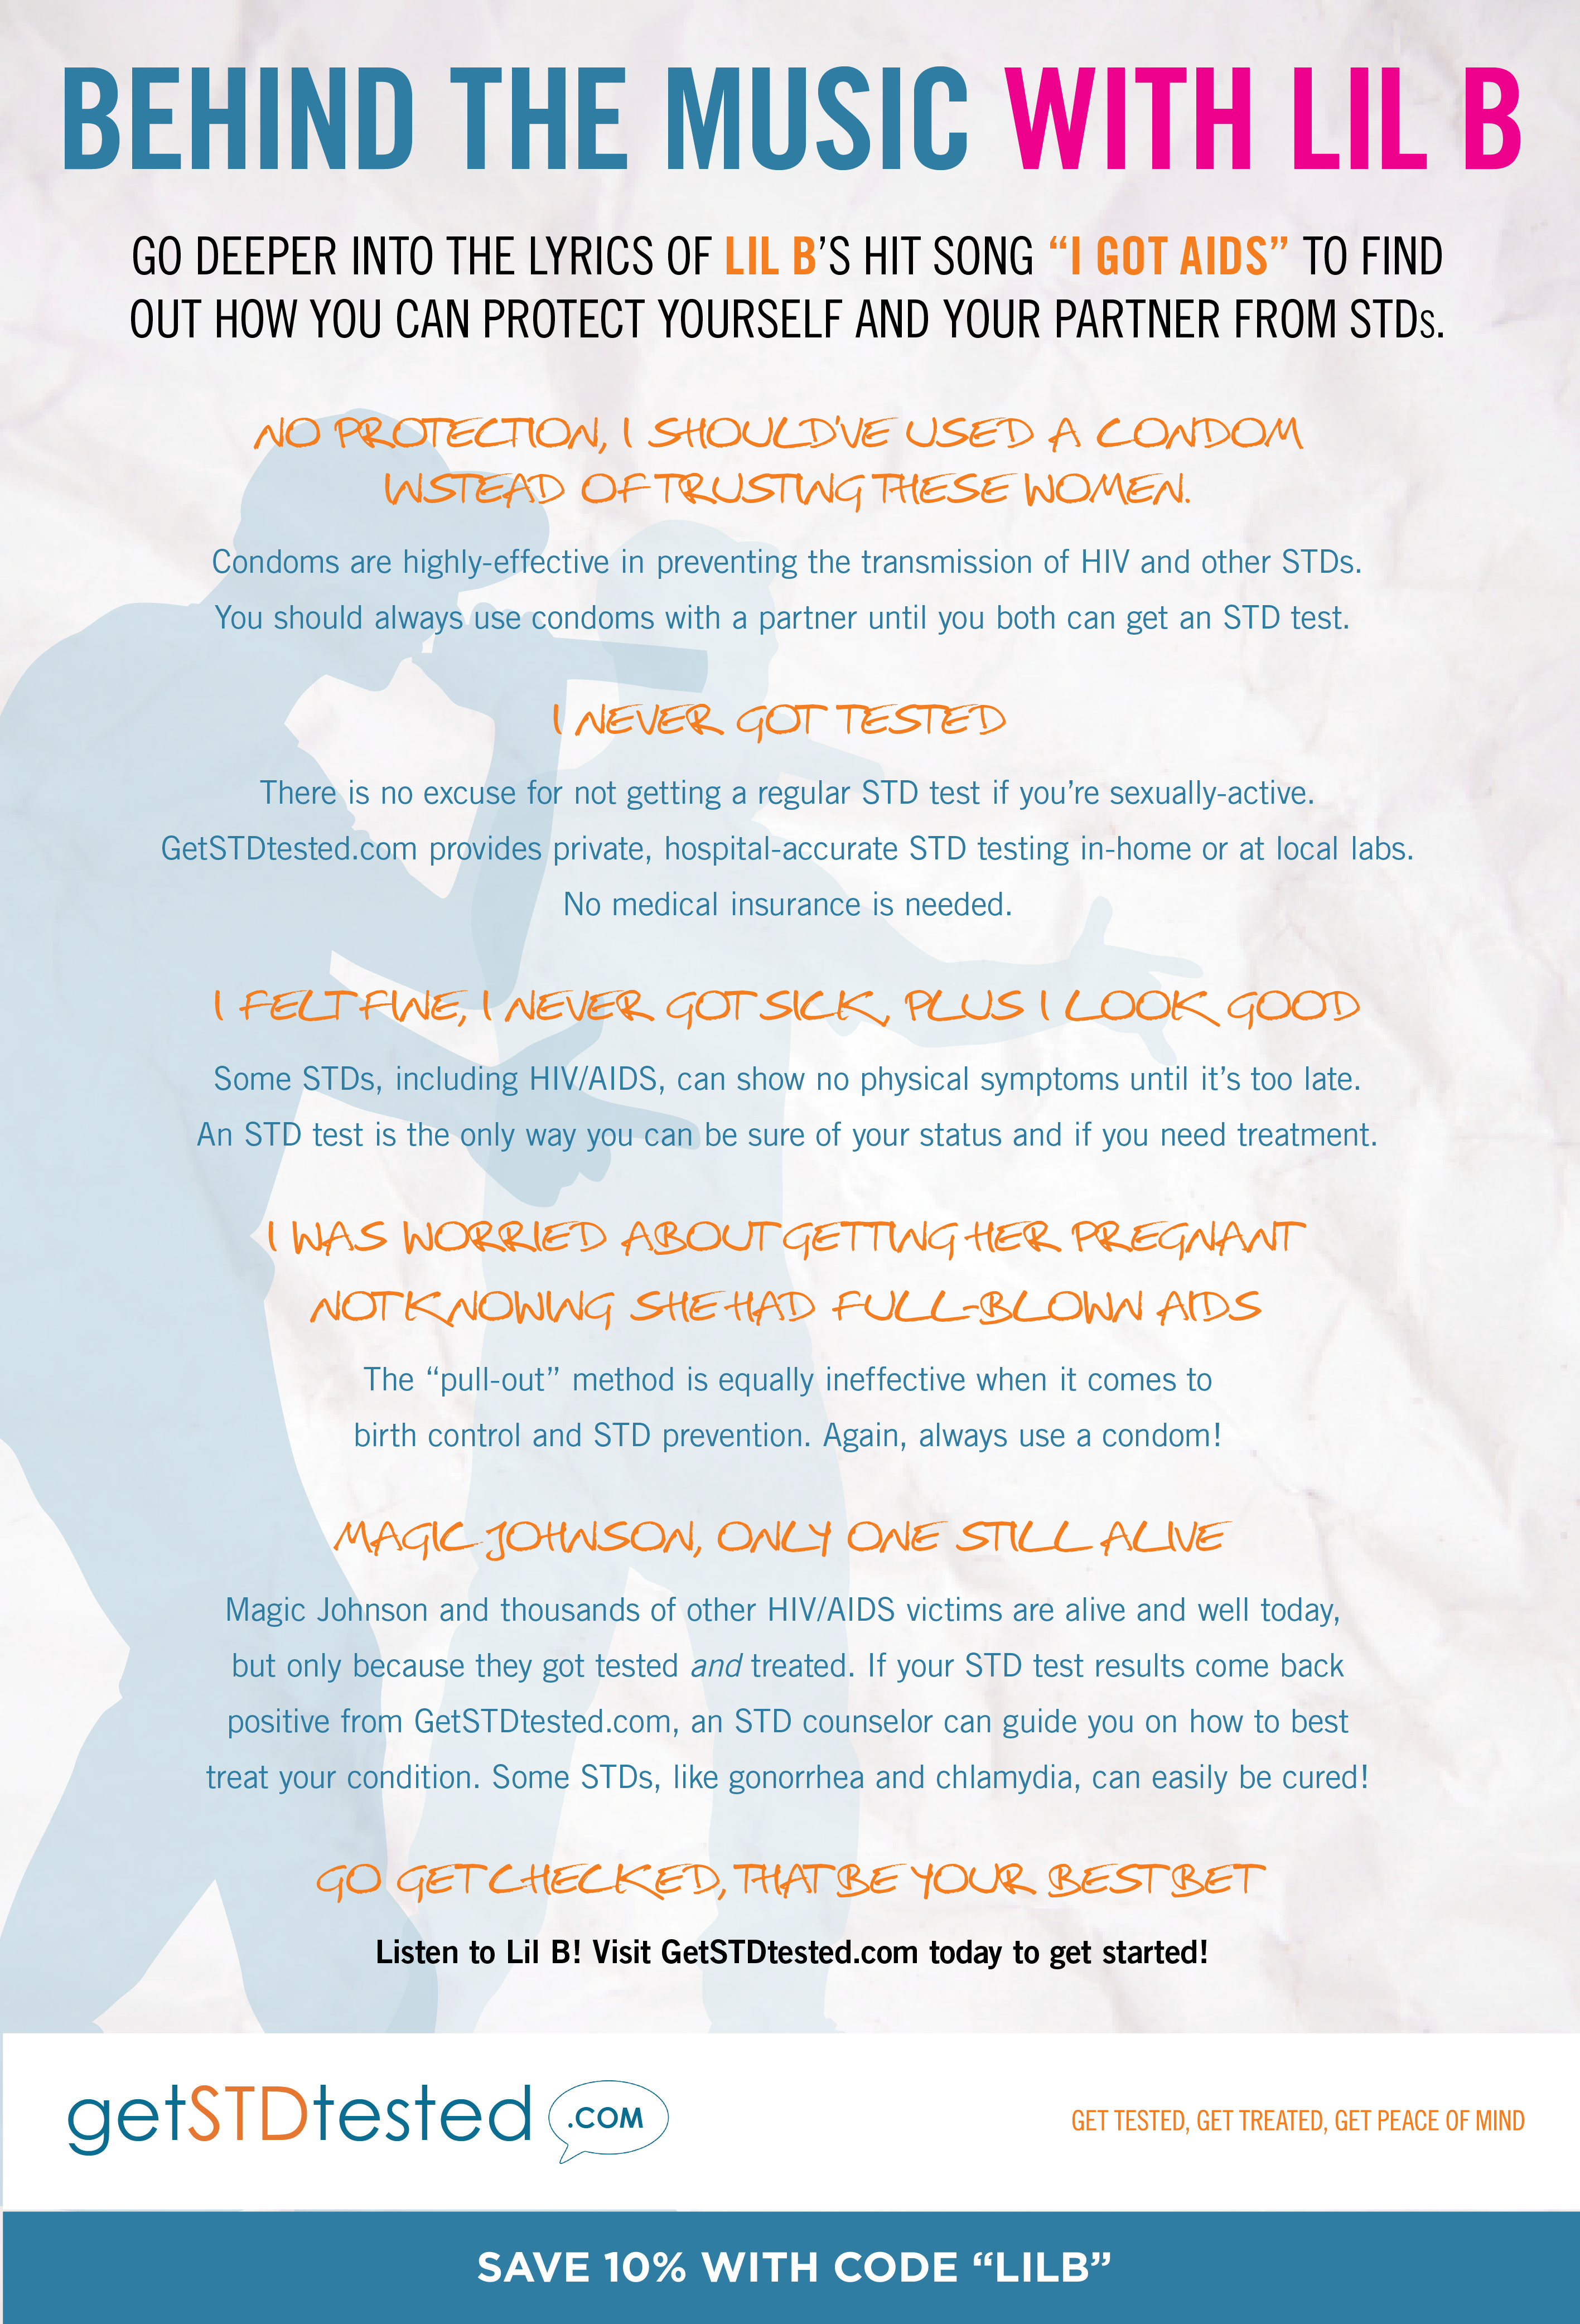 BEHIND THE MUSIC WITH LIL B
GO DEEPER INTO THE LYRICS OF LIL B'S HIT SONG “I GOT AIDS” TO FIND
OUT HOW YOU CAN PROTECT YOURSELF AND YOUR PARTNER FROM STDs.
NO PROTECTION, I SHOULD'VE USED A CONDOM
INSTEAD OF TRUSTING THESE WOMEN.
Condoms are highly-effective in preventing the transmission of HIV and other STDs.
You should always use condoms with a partner until you both can get an STD test.
I NEVER GOT TESTED
There is no excuse for not getting a regular STD test if you’re sexually-active.
GetSTDtested.com provides private, hospital-accurate STD testing in-home or at local labs.
No medical insurance is needed.
I FELT FINE, I NEVER GOT SICK, PLUS I LOOK GOOD
Some STDs, including HIV/AIDS, can show no physical symptoms until it’s too late.
An STD test is the only way you can be sure of your status and if you need treatment.
I WAS WORRIED ABOUT GETTING HER PREGNANT
NOT KNOWING SHE HAD FULL-BLOWN AIDS
The “pull-out” method is equally ineffective when it comes to
birth control and STD prevention. Again, always use a condom!
MAGIC JOHNSON, ONLY ONE STILL ALIVE
Magic Johnson and thousands of other HIV/AIDS victims are alive and well today,
but only because they got tested and treated. If your STD test results come back
positive from GetSTDtested.com, an STD counselor can guide you on how to best
treat your condition. Some STDs, like gonorrhea and chlamydia, can easily be cured!
GO GET CHECKED, THAT BE YOUR BEST BET
Listen to Lil B! Visit GetSTDtested.com today to get started!
getSTDtested .COM
GET TESTED, GET TREATED, GET PEACE OF MIND
SAVE 10% WITH CODE “LILB”